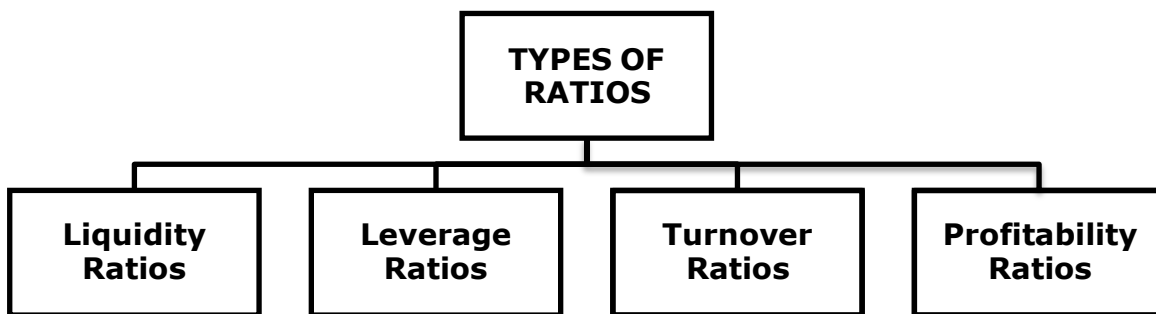 TYPES OF
RATIOS
Liquidity
Ratios
Leverage
Ratios
Turnover
Ratios
Profitability
Ratios